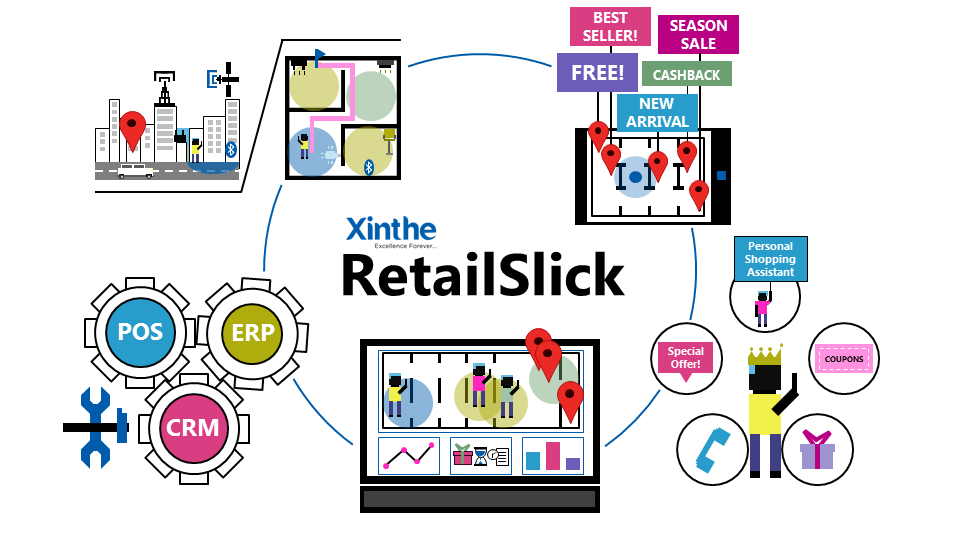 BEST
SELLER!
SEASON
SALE
FREE!
CASHBACK
NEW
ARRIVAL
Xinthe
Excellence Forever...
RetailSlick
Personal
Shopping
Assistant
Special
Offer!
COUPONS
POS
ERP
CRM